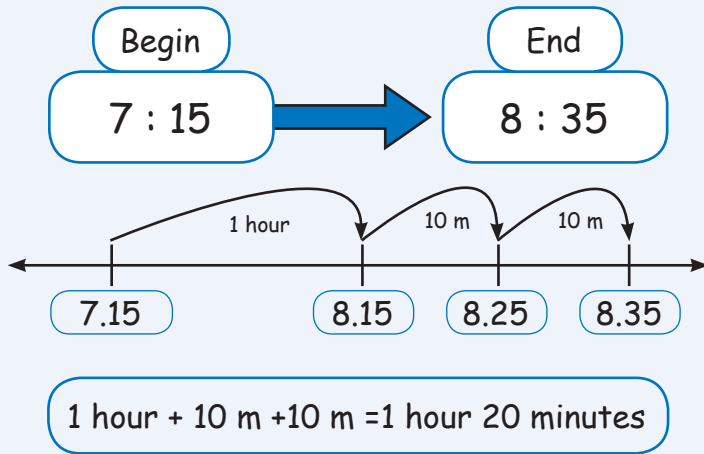 Begin
End
7 : 15
8 : 35
1 hour
10 m
10 m
7.15
8.15
8.25
8.35
1 hour + 10 m +10 m =1 hour 20 minutes